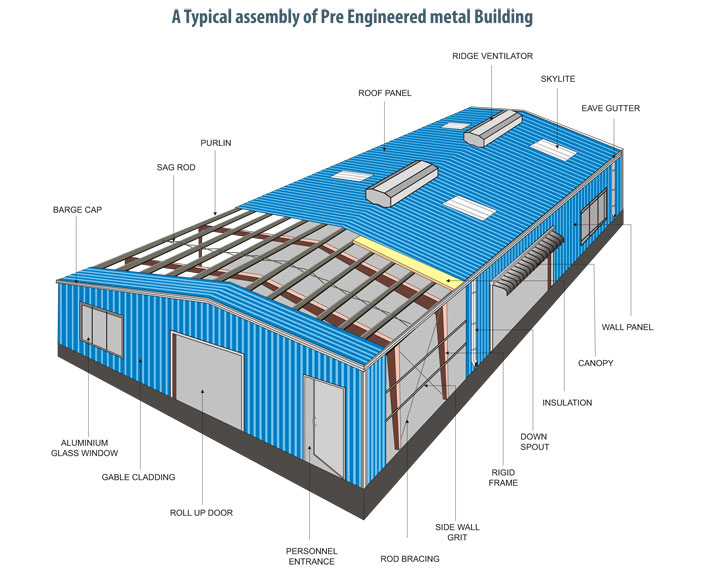 A Typical assembly of Pre Engineered metal Building
RIDGE VENTILATOR
SKYLITE
ROOF PANEL
EAVE GUTTER
PURLIN
SAG ROD
BARGE CAP
WALL PANEL
CANOPY
INSULATION
DOWN
SPOUT
RIGID
FRAME
SIDE WALL
GRIT
ROD BRACING
PERSONNEL
ENTRANCE
ROLL UP DOOR
GABLE CLADDING
ALUMINIUM
GLASS WINDOW